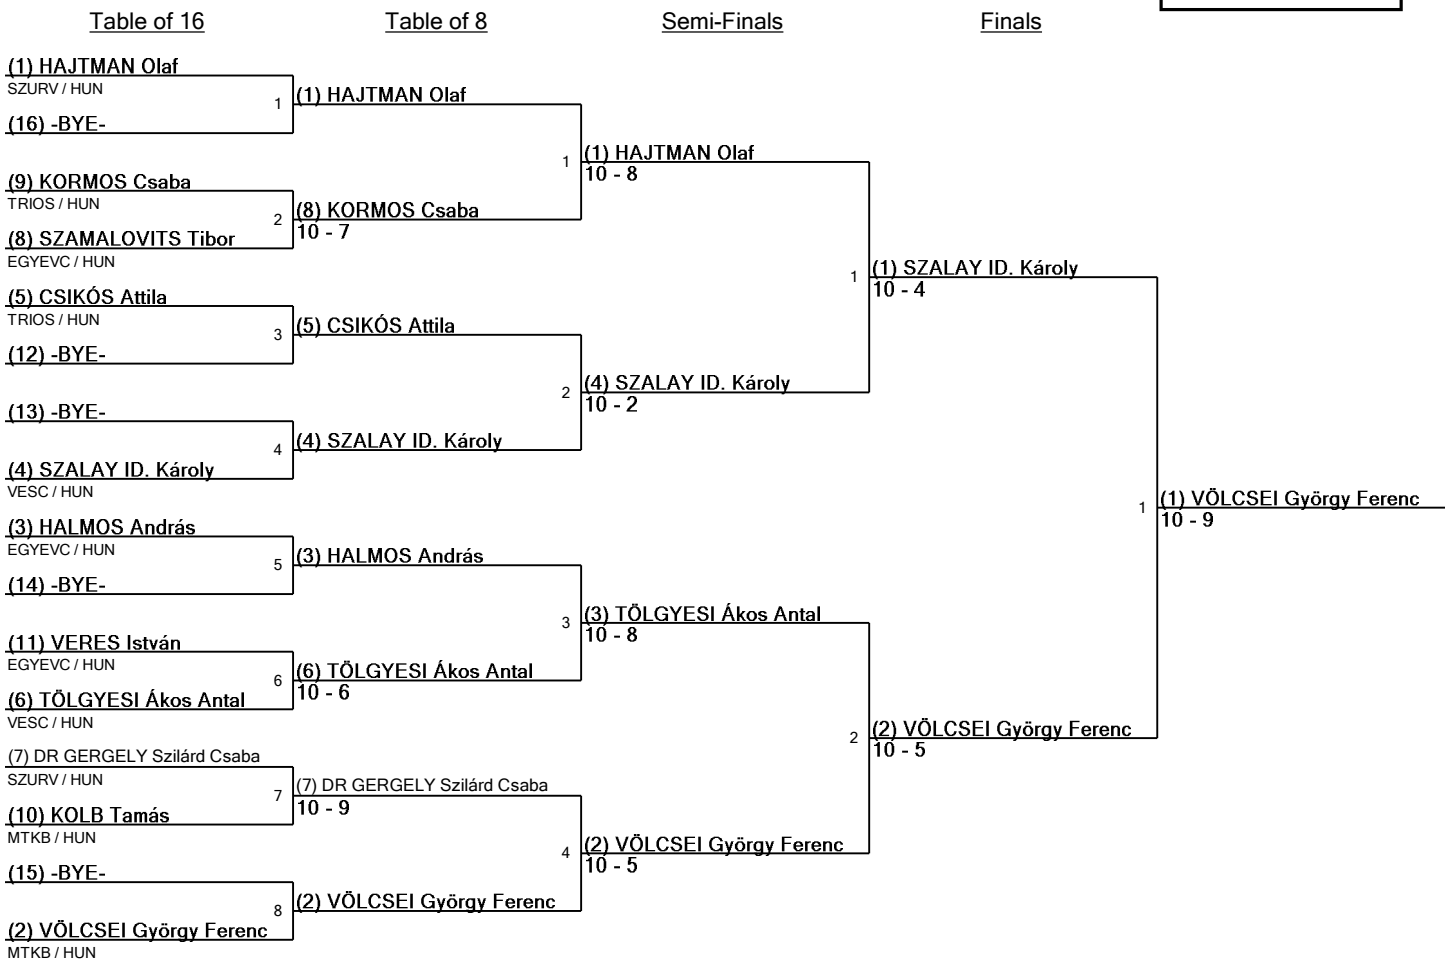 Table of 16
Table of 8
Semi-Finals
Finals
(1) HAJTMAN Olaf
SZURV / HUN
(16) -BYE-
(9) KORMOS Csaba
TRIOS / HUN
(8) SZAMALOVITS Tibor
EGYEVC / HUN
(5) CSIKÓS Attila
TRIOS / HUN
(12) -BYE-
(13) -BYE-
(4) SZALAY ID. Károly
VESC / HUN
(3) HALMOS András
EGYEVC / HUN
(14) -BYE-
(11) VERES István
EGYEVC / HUN
(6) TÖLGYESI Ákos Antal
VESC / HUN
(7) DR GERGELY Szilárd Csaba
SZURV / HUN
(10) KOLB Tamás
MTKB / HUN
(15) -BYE-
(2) VÖLCSEI György Ferenc
MTKB / HUN
1
(1) HAJTMAN Olaf
2
(8) KORMOS Csaba
10 - 7
3
(5) CSIKÓS Attila
4
(4) SZALAY ID. Károly
5
(3) HALMOS András
6
(6) TÖLGYESI Ákos Antal
10 - 6
7
(7) DR GERGELY Szilárd Csaba
10 - 9
8
(2) VÖLCSEI György Ferenc
1
(1) HAJTMAN Olaf
10 - 8
2
(4) SZALAY ID. Károly
10 - 2
3
(3) TÖLGYESI Ákos Antal
10 - 8
4
(2) VÖLCSEI György Ferenc
10 - 5
1
(1) SZALAY ID. Károly
10 - 4
2
(2) VÖLCSEI György Ferenc
10 - 5
1
(1) VÖLCSEI György Ferenc
10 - 9